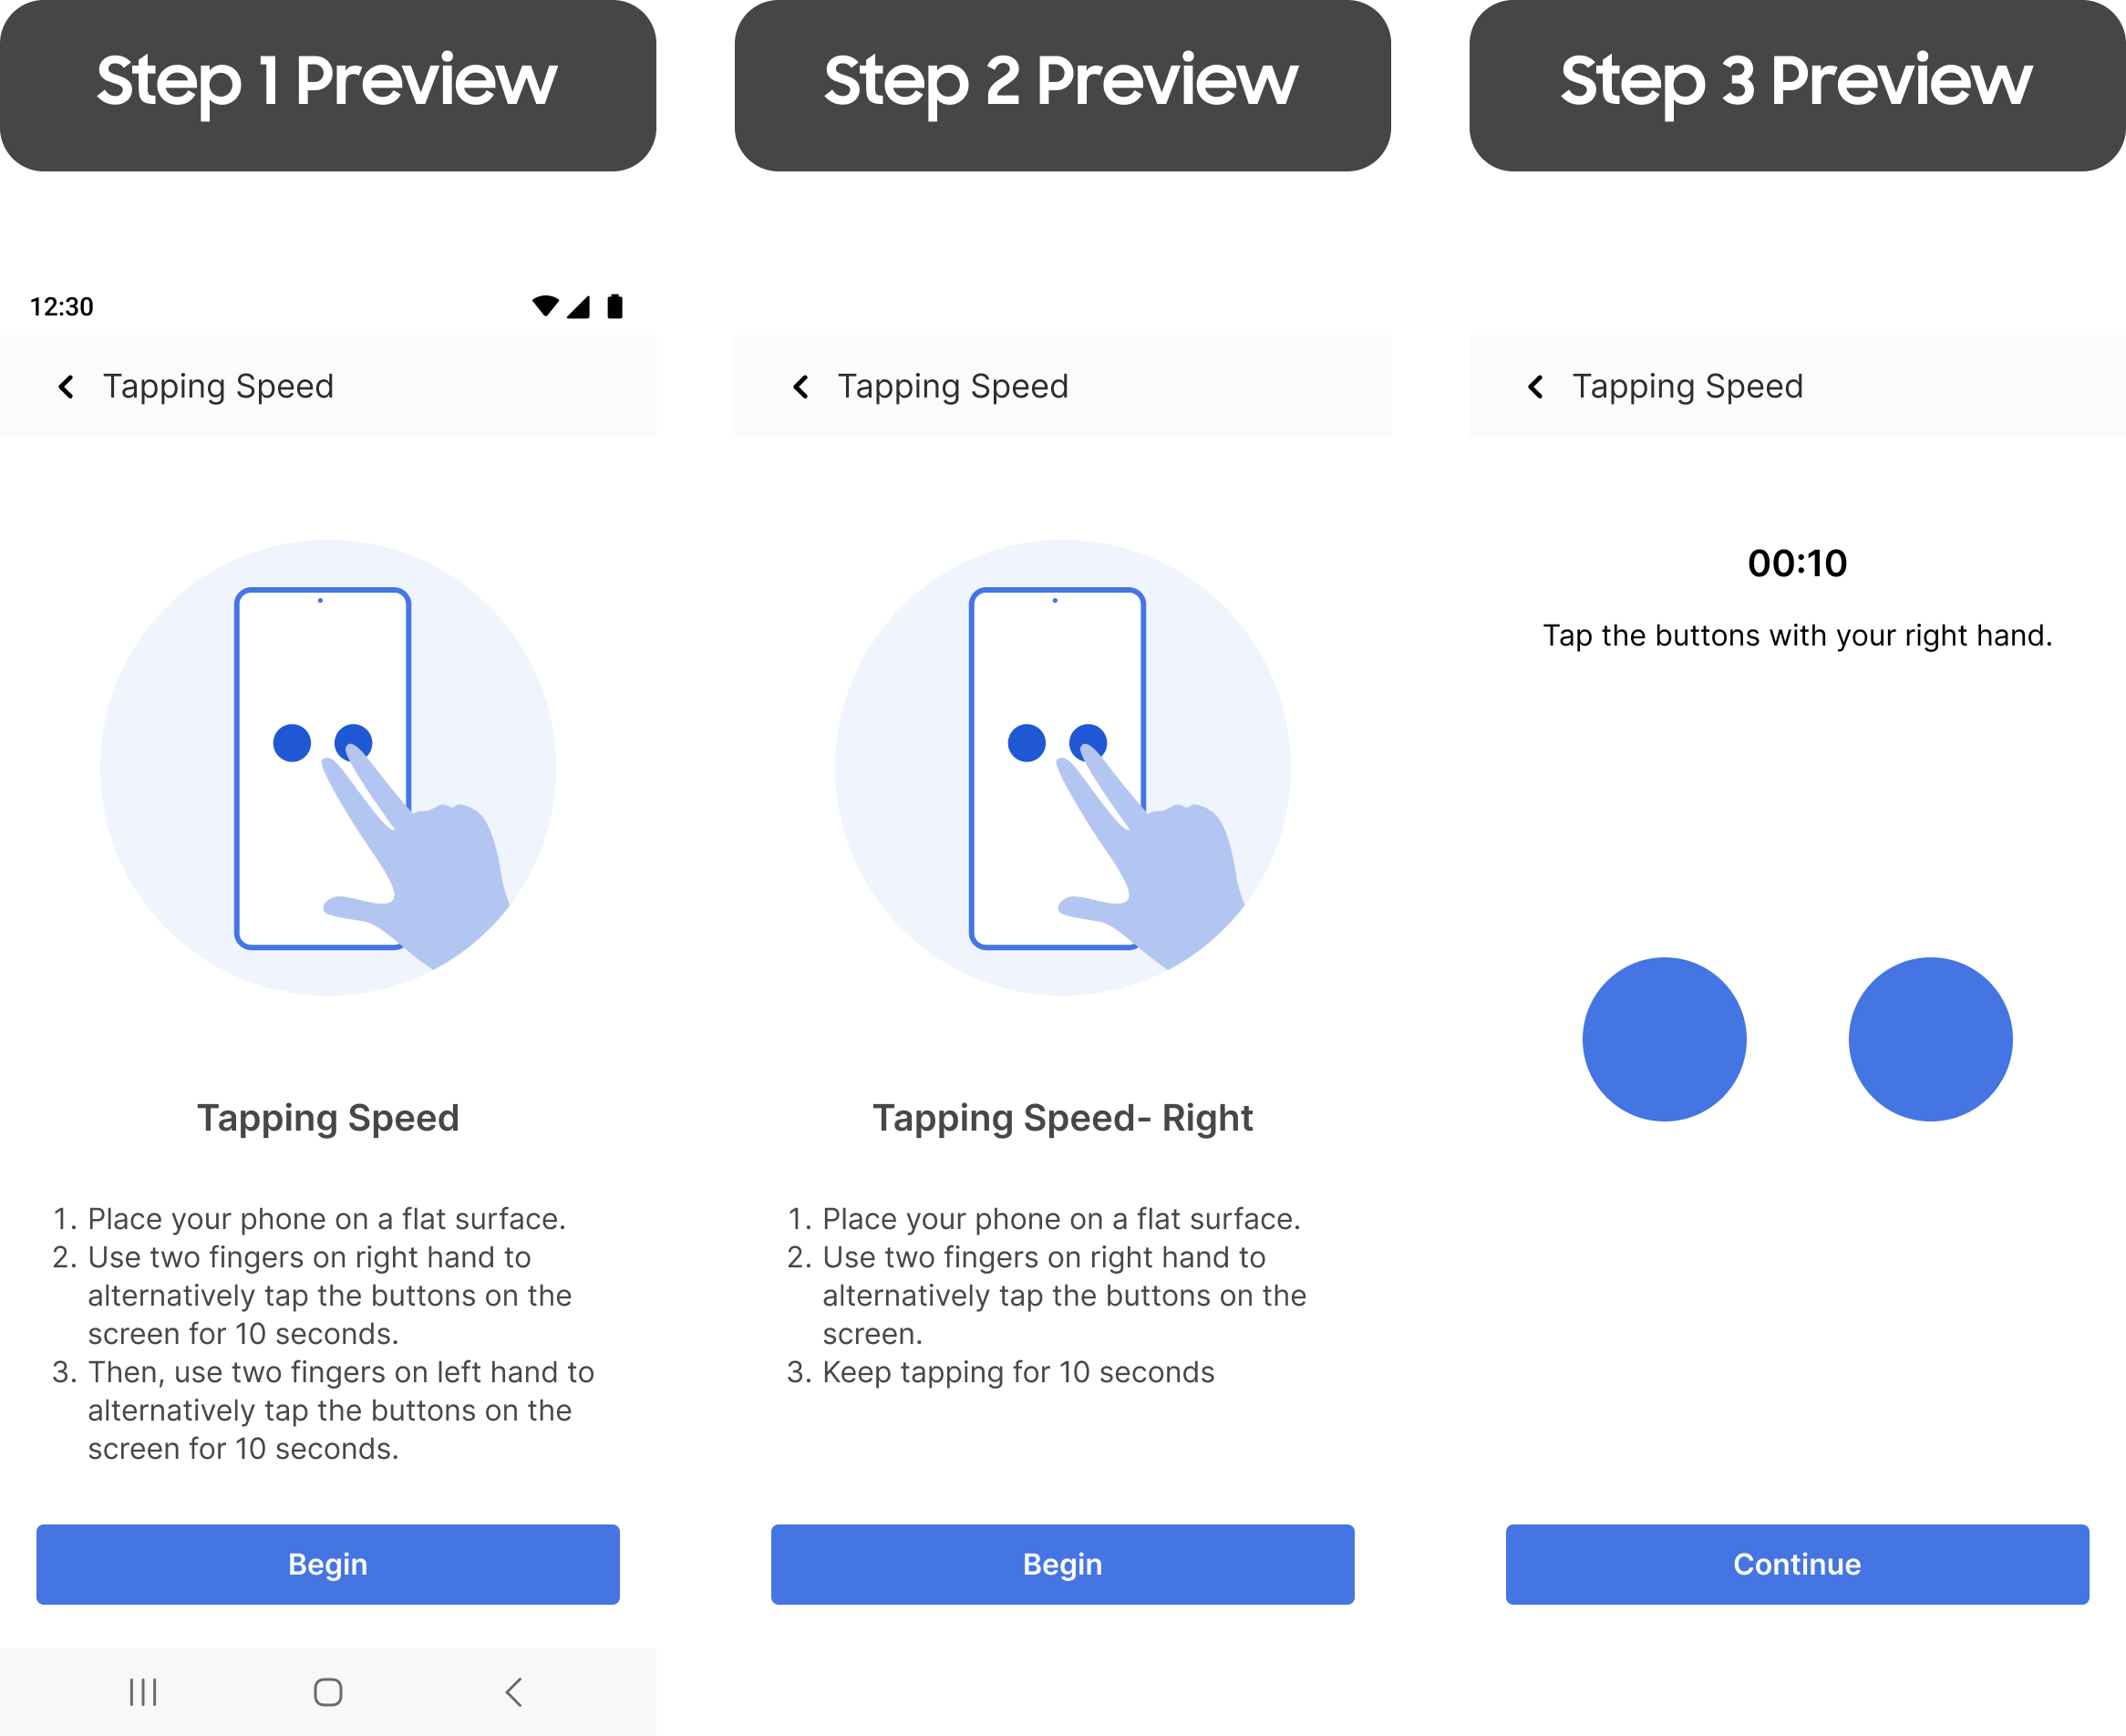 Step 1 Preview
12:30
Tapping Speed
Tapping Speed
1. Place your phone on a flat surface.
2. Use two fingers on right hand to
alternatively tap the buttons on the
screen for 10 seconds.
3. Then, use two fingers on left hand to
alternatively tap the buttons on the
screen for 10 seconds.
Begin
Step 2 Preview
Tapping Speed
Tapping Speed- Right
1. Place your phone on a flat surface.
2. Use two fingers on right hand to
alternatively tap the buttons on the
screen.
3. Keep tapping for 10 seconds
Begin
Step 3 Preview
Tapping Speed
00:10
Tap the buttons with your right hand.
Continue